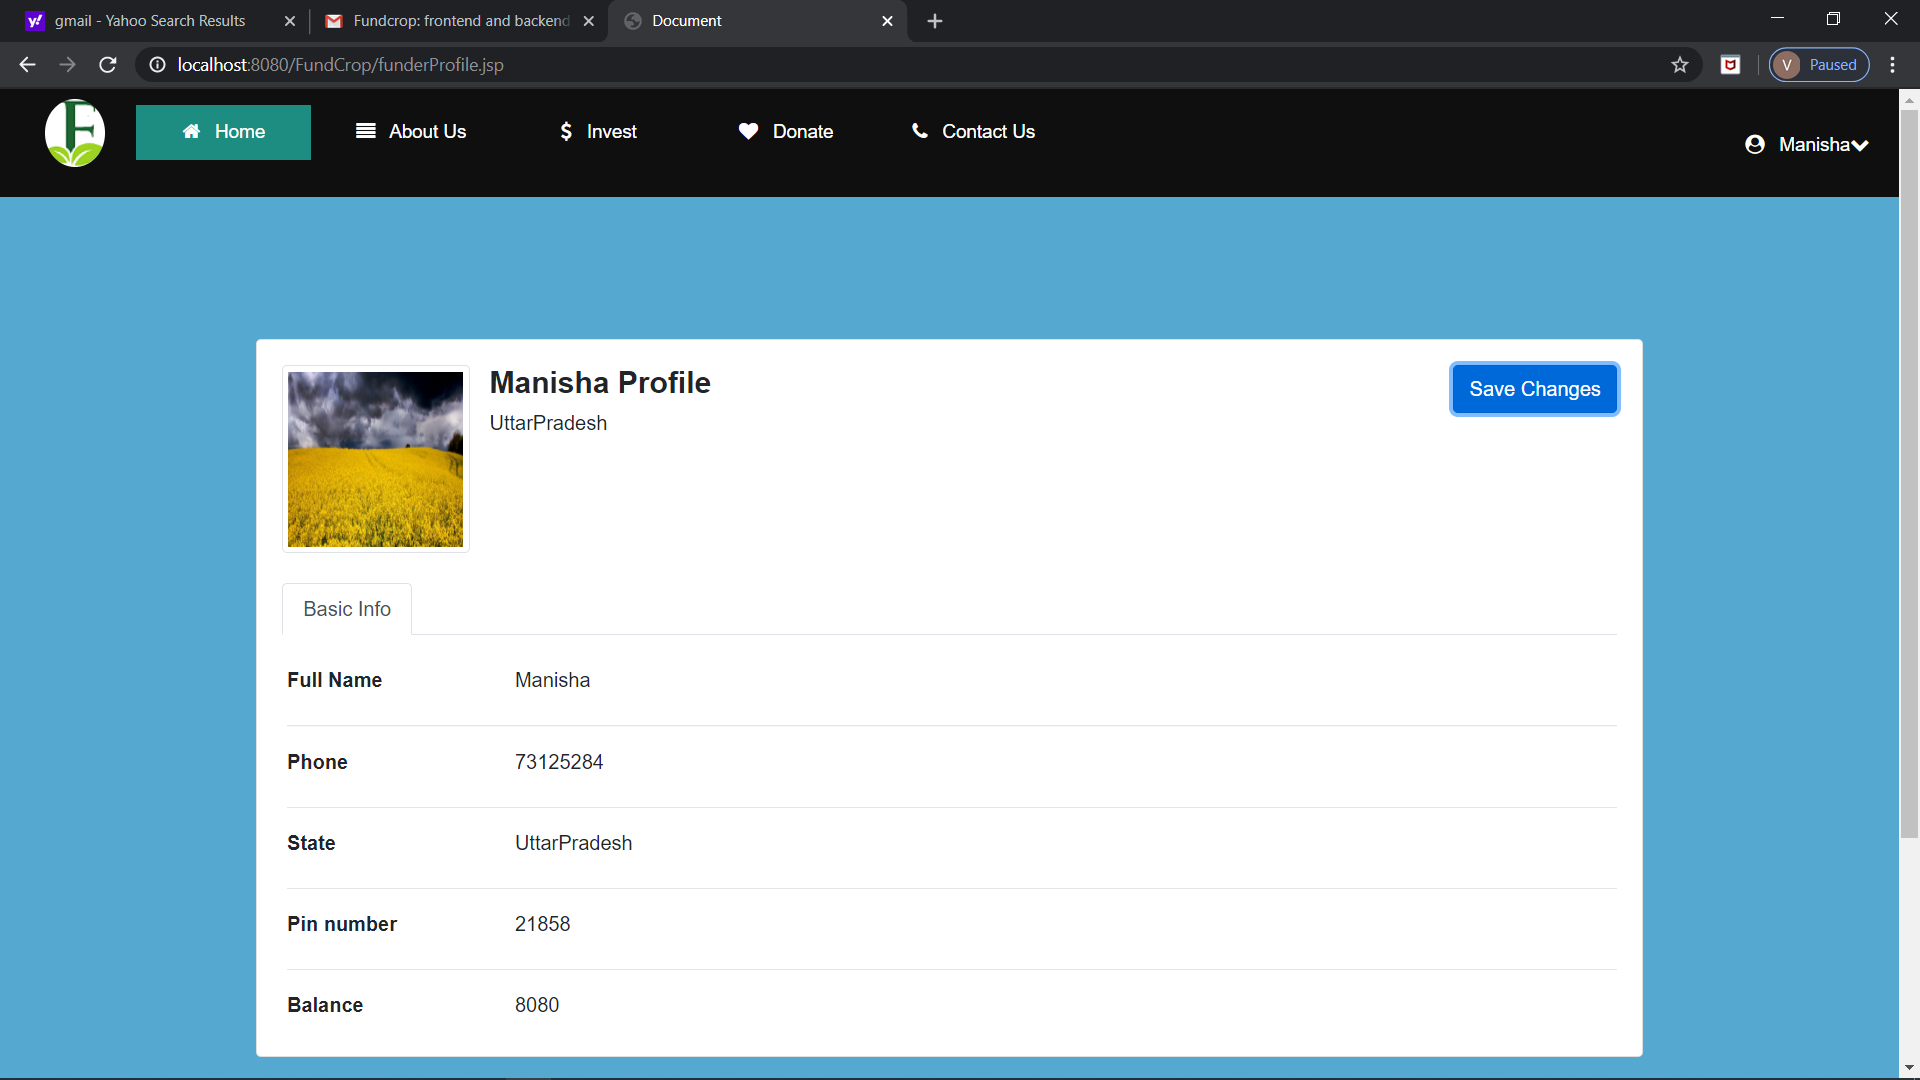 gmail - Yahoo Search Results
Fundcrop: frontend and backend
Document
localhost:8080/FundCrop/funderProfile.jsp
V Paused
F
Home
About Us
$ Invest
Donate
Contact Us
Manisha
Manisha Profile
UttarPradesh
Save Changes
Basic Info
Full Name Manisha
Phone 73125284
State UttarPradesh
Pin number 21858
Balance 8080